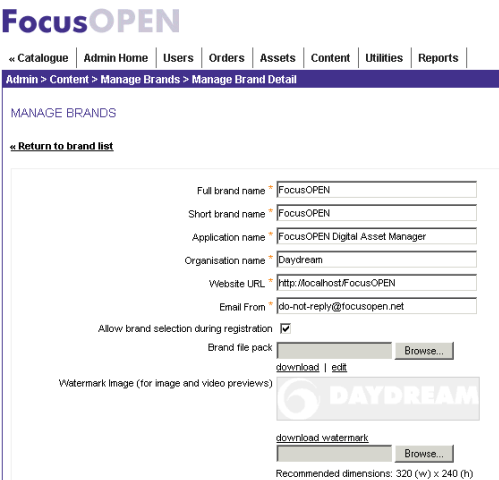 FocusOPEN
« Catalogue | Admin Home | Users | Orders | Assets | Content | Utilities | Reports |
Admin > Content > Manage Brands > Manage Brand Detail
MANAGE BRANDS
« Return to brand list
Full brand name * FocusOPEN
Short brand name * FocusOPEN
Application name * FocusOPEN Digital Asset Manager
Organisation name * Daydream
Website URL * http://localhost/FocusOPEN
Email From * do-not-reply@focusopen.net
Allow brand selection during registration
Brand file pack Browse...
download | edit
Watermark Image (for image and video previews) DAYDREAM
download watermark
Browse...
Recommended dimensions: 320 (w) x 240 (h)